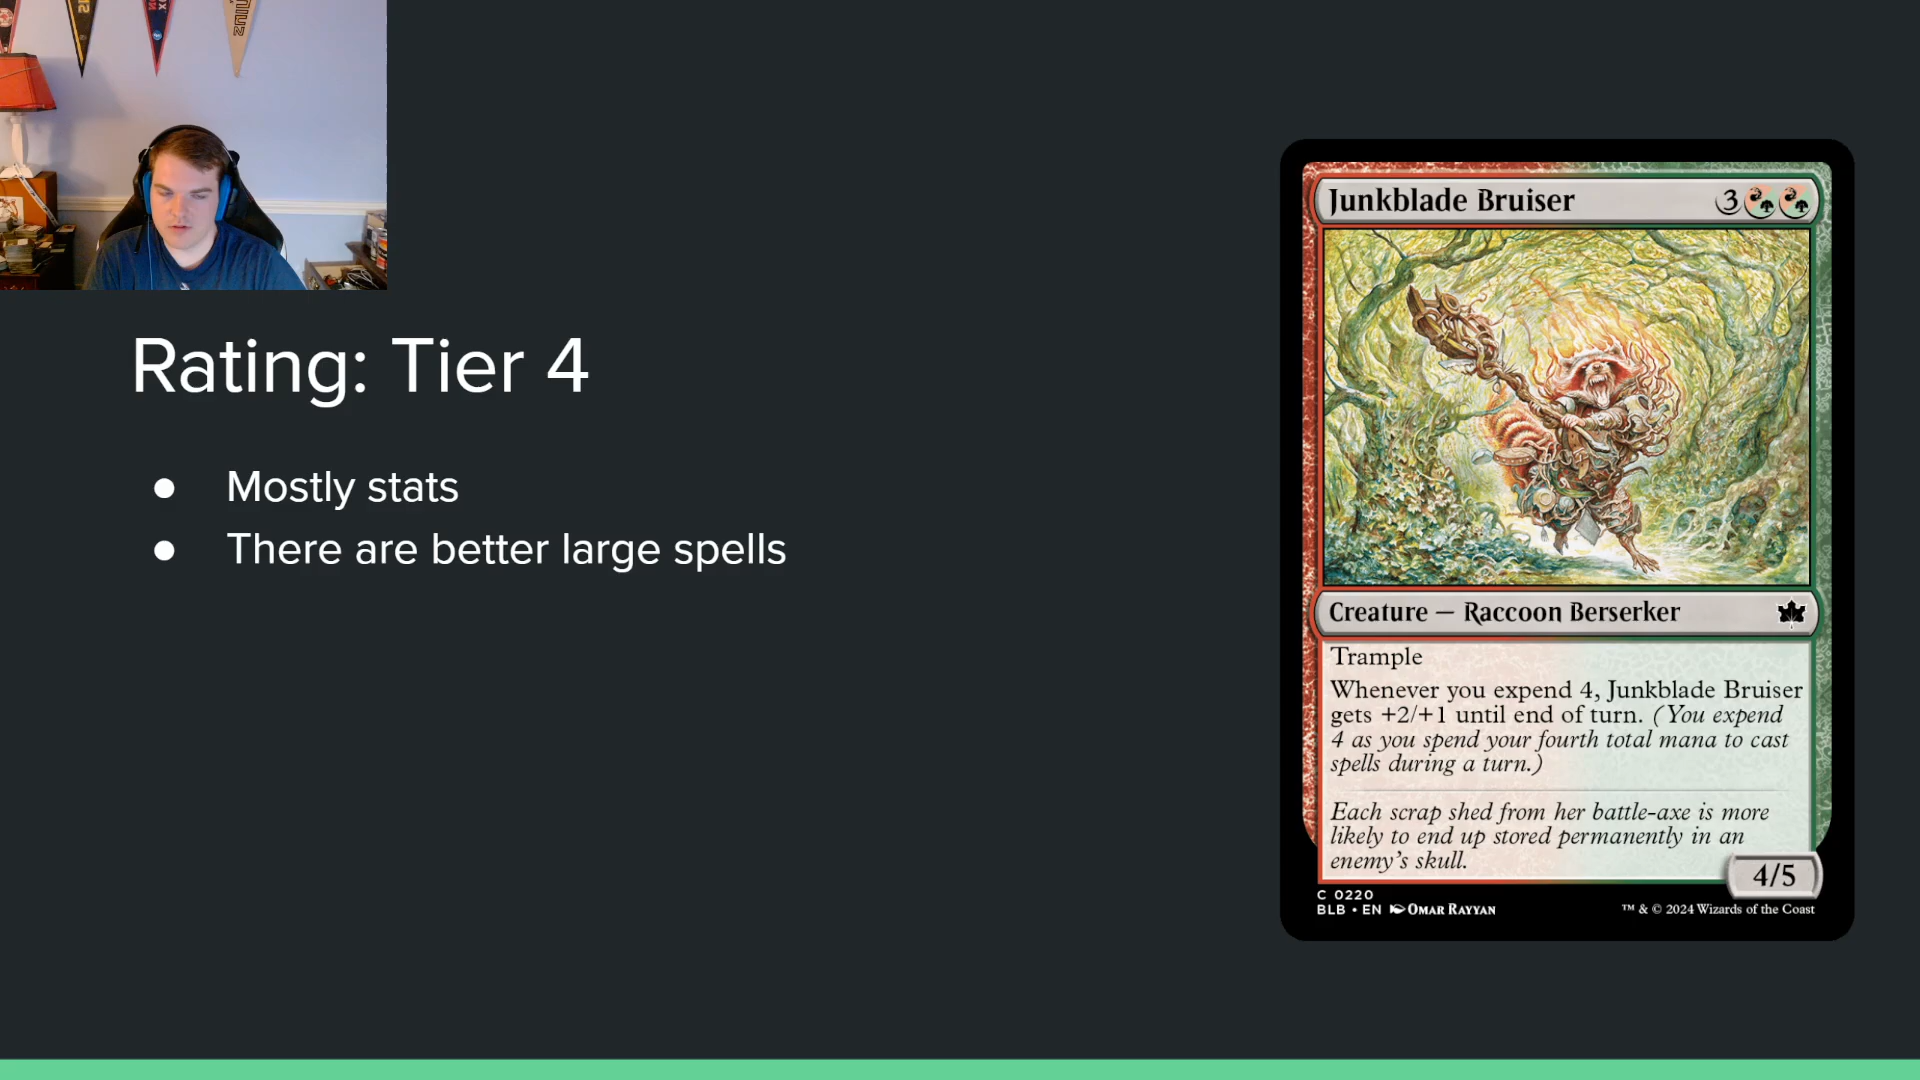 Rating: Tier 4
● Mostly stats
● There are better large spells
Junkblade Bruiser 3
Creature — Raccoon Berserker
Trample
Whenever you expend 4, Junkblade Bruiser
gets +2/+1 until end of turn. (You expend
4 as you spend your fourth total mana to cast
spells during a turn.)
Each scrap shed from her battle-axe is more
likely to end up stored permanently in an
enemy's skull.
4/5
C 0220
BLB • EN OMAR RAYYAN
™ & © 2024 Wizards of the Coast